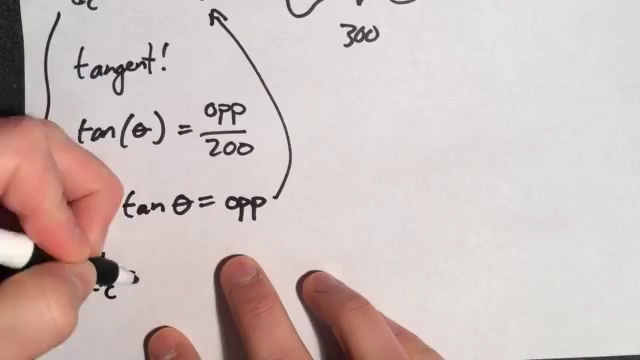 300
tangent!
tan(θ) = opp/200
tan θ = opp